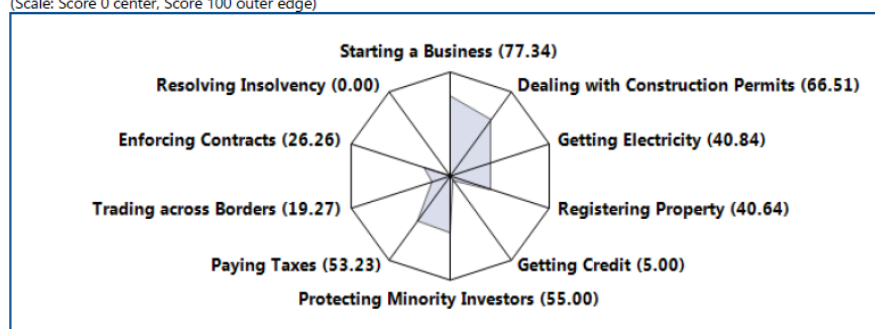 (Scale: Score 0 center, Score 100 outer edge)
Starting a Business (77.34)
Resolving Insolvency (0.00)
Dealing with Construction Permits (66.51)
Enforcing Contracts (26.26)
Getting Electricity (40.84)
Trading across Borders (19.27)
Registering Property (40.64)
Paying Taxes (53.23)
Getting Credit (5.00)
Protecting Minority Investors (55.00)